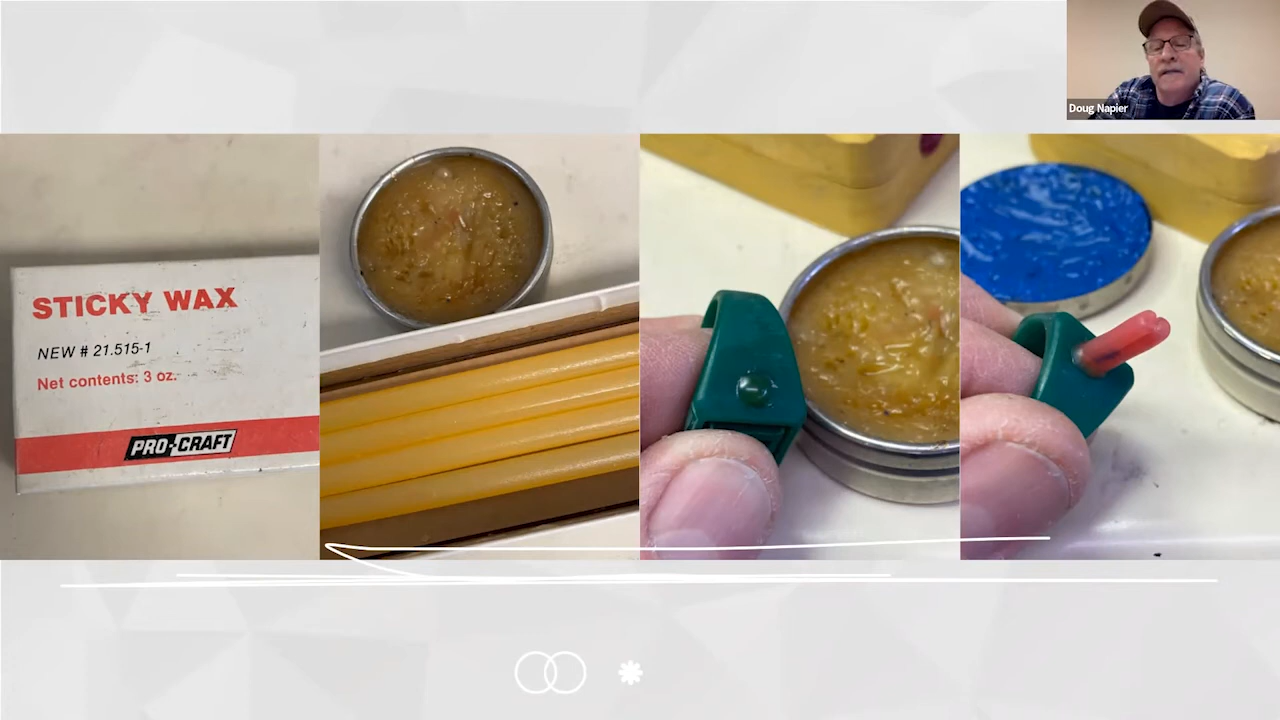 Doug Napier
STICKY WAX
NEW # 21.515-1
Net contents: 3 oz.
PRO-CRAFT